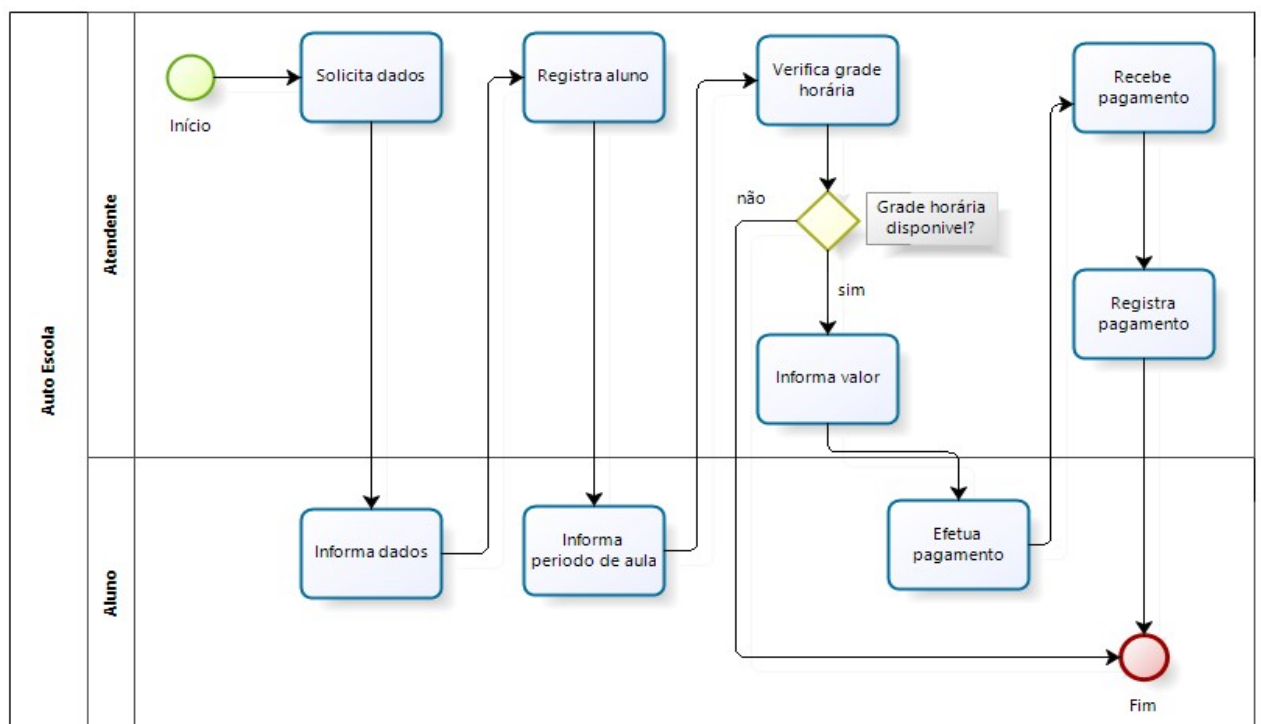 Auto Escola
Atendente
Início
Solicita dados
Registra aluno
Verifica grade
horária
Recebe
pagamento
não
Grade horária
disponivel?
sim
Registra
pagamento
Informa valor
Aluno
Informa dados
Informa
periodo de aula
Efetua
pagamento
Fim